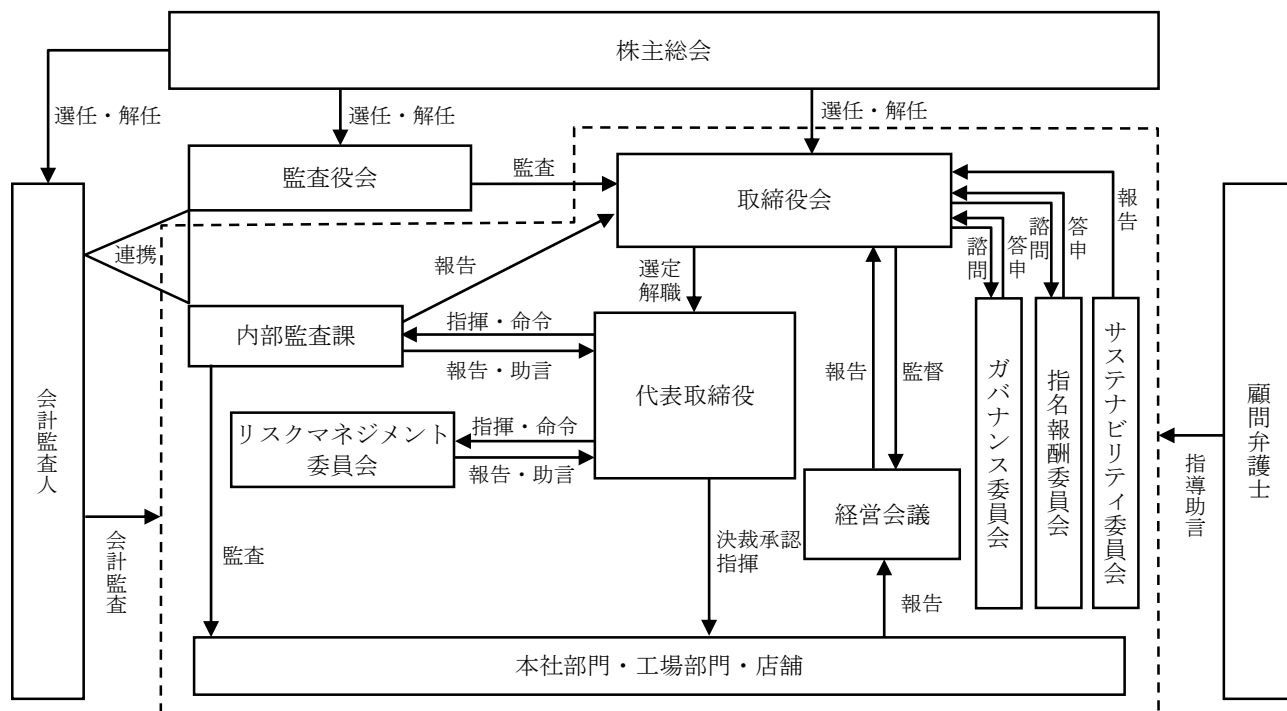 株主総会
選任・解任
選任・解任
選任・解任
監査役会
監査
取締役会
報告
諮問
答申
諮問
答申
連携
報告
選定
解職
内部監査課
指揮・命令
報告・助言
代表取締役
報告
監督
リスクマネジメント
委員会
指揮・命令
報告・助言
経営会議
ガバナンス委員会
指名報酬委員会
サステナビリティ委員会
指導助言
顧問弁護士
会計監査人
会計監査
監査
決裁承認
指揮
報告
本社部門・工場部門・店舗